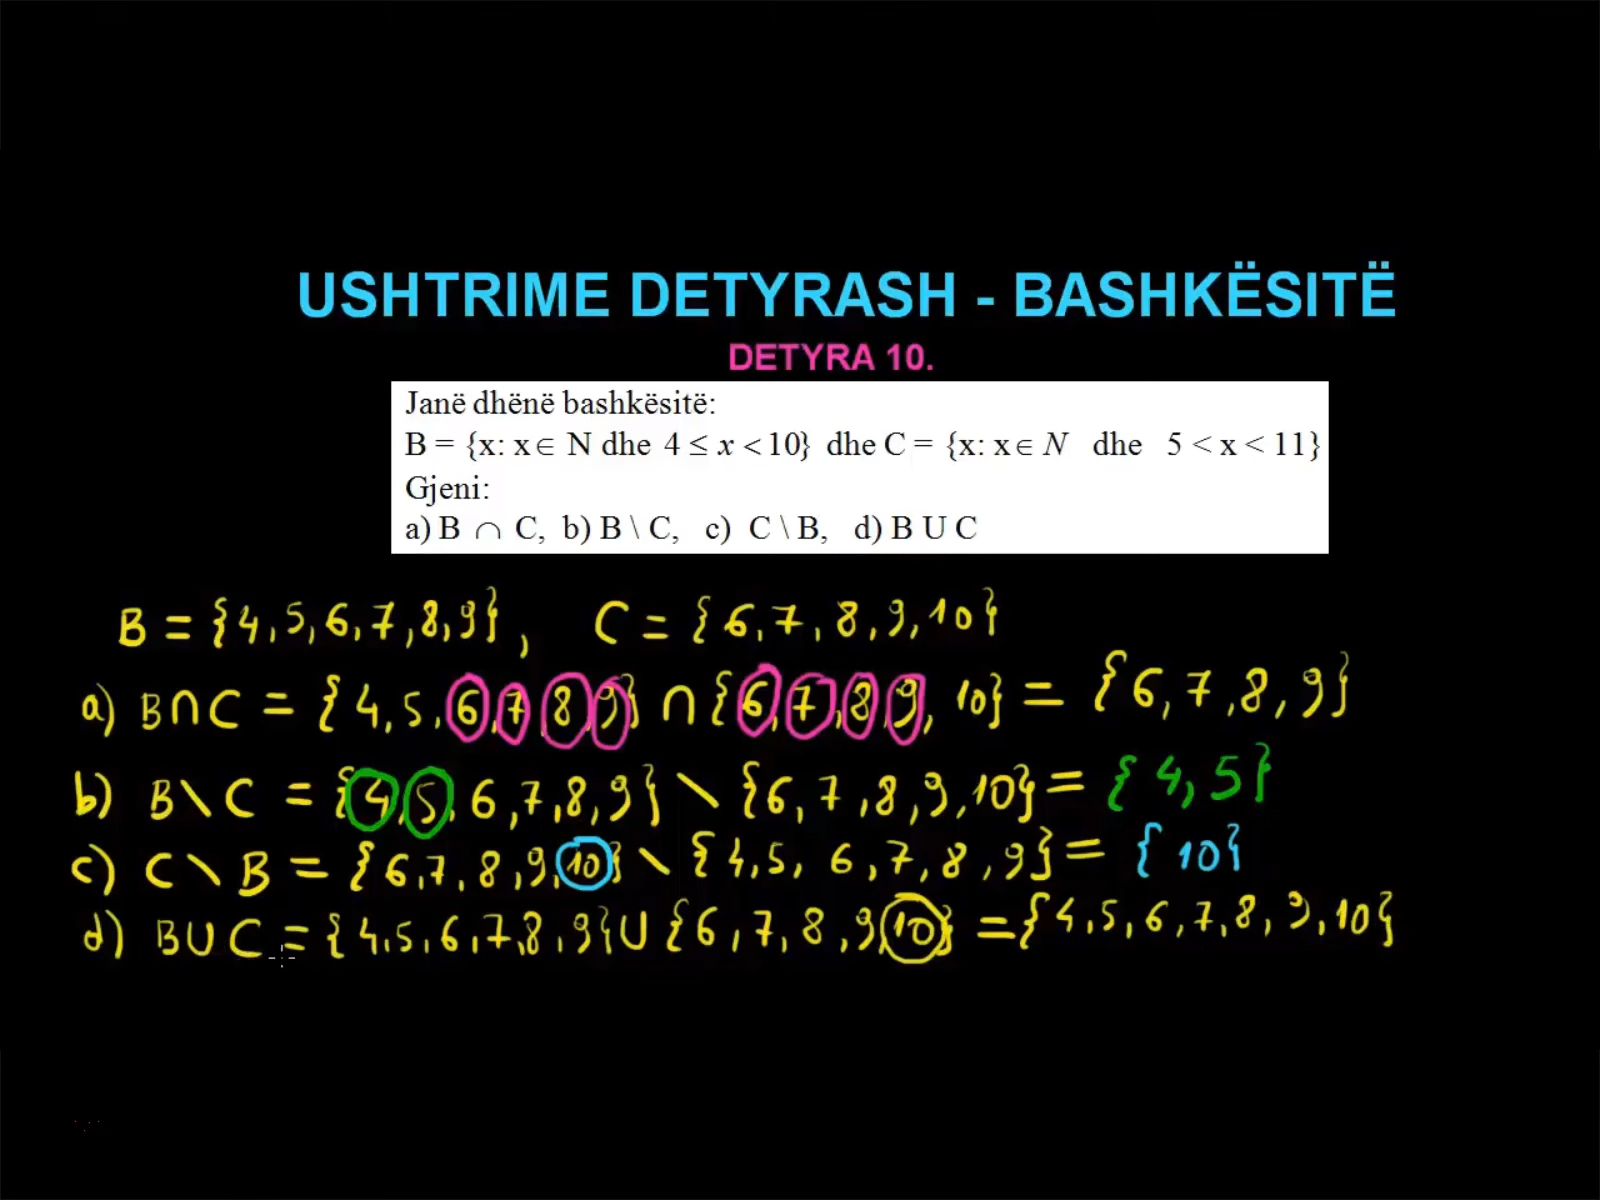 USHTRIME DETYRASH - BASHKËSITË
DETYRA 10.
Janë dhënë bashkësitë:
B = {x: x∈ N dhe 4 ≤ x < 10} dhe C = {x: x∈ N dhe 5 < x < 11}
Gjeni:
a) B ∩ C, b) B \ C, c) C \ B, d) B U C
B = {4,5,6,7,8,9}, C = {6,7,8,9,10}
a) B∩C = {4,5,6,7,8,9} ∩ {6,7,8,9,10} = {6,7,8,9}
b) B\C = {4,5,6,7,8,9} \ {6,7,8,9,10} = {4,5}
c) C\B = {6,7,8,9,10} \ {4,5,6,7,8,9} = {10}
d) B∪C = {4,5,6,7,8,9} ∪ {6,7,8,9,10} = {4,5,6,7,8,9,10}